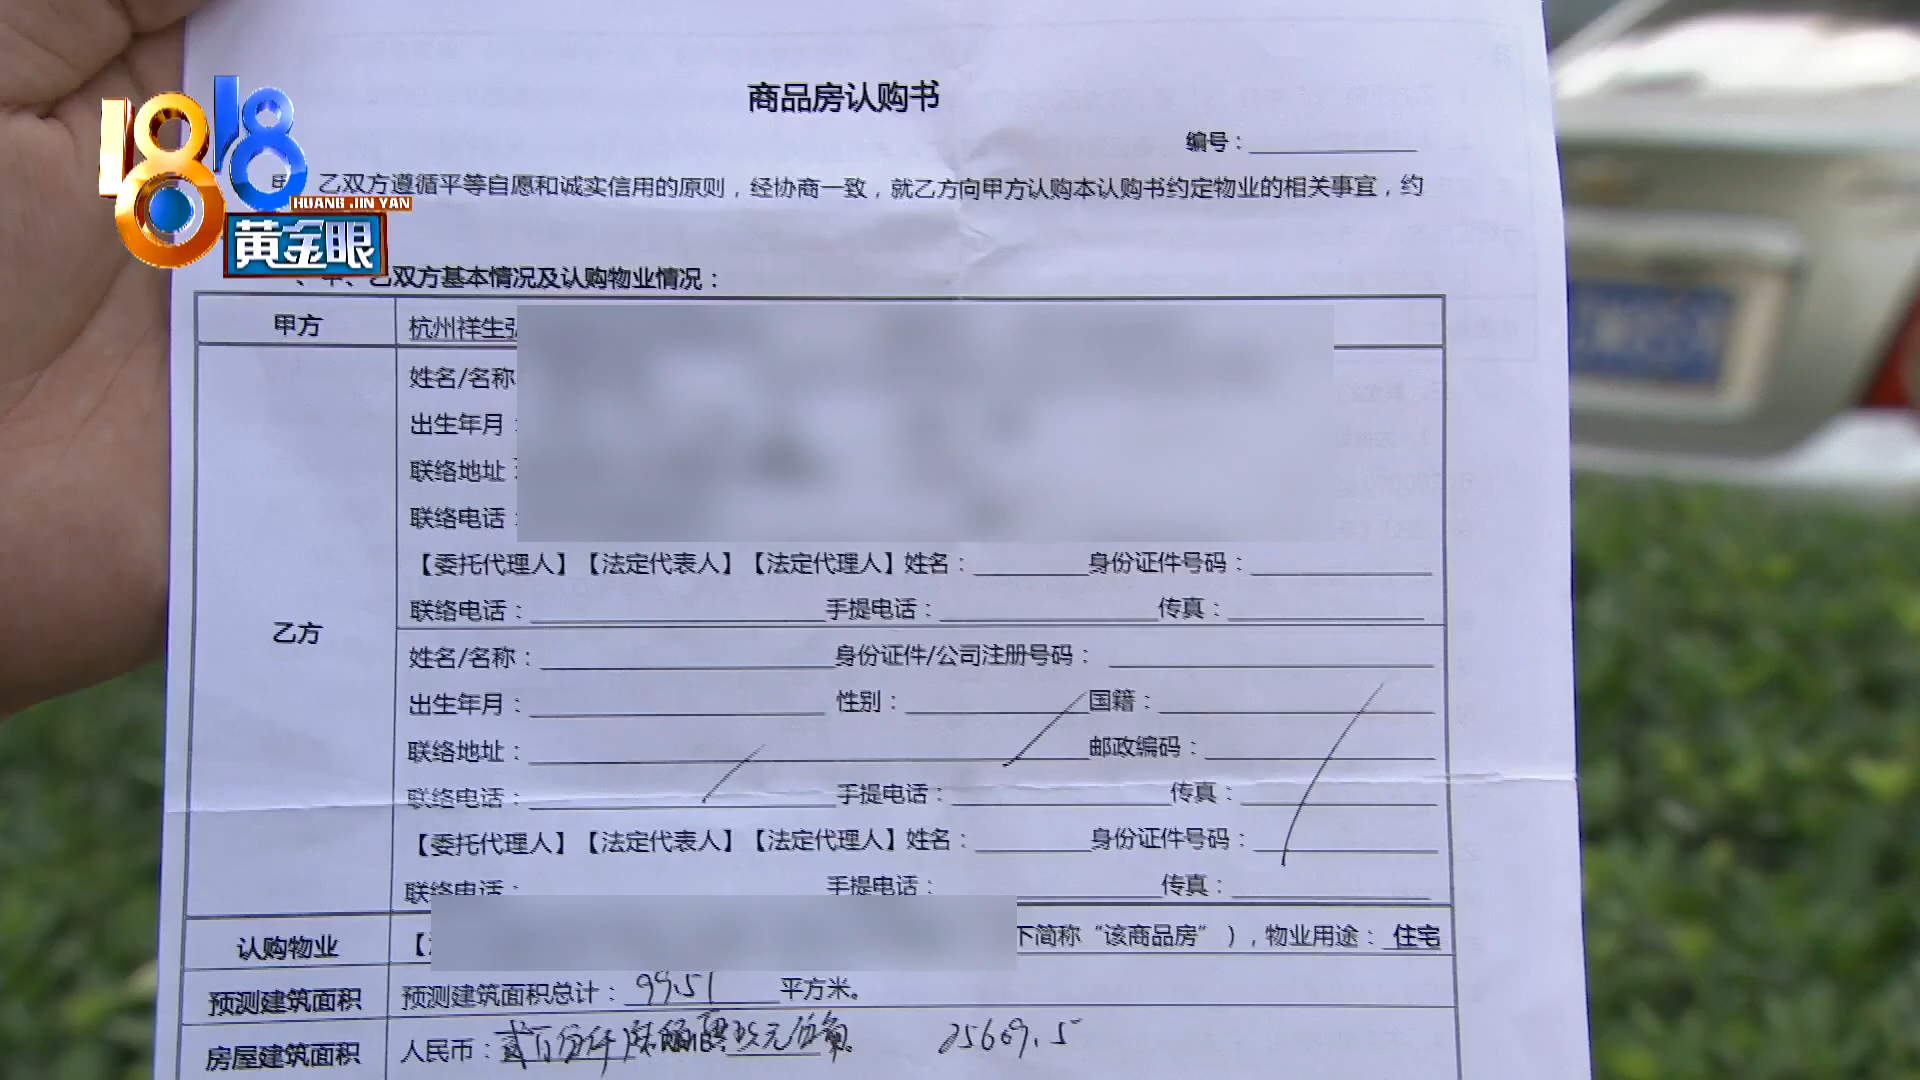 1818
HUANG JIN YAN
黄金眼
商品房认购书
编号：
乙双方遵循平等自愿和诚实信用的原则，经协商一致，就乙方向甲方认购本认购书约定物业的相关事宜，约
、甲、乙双方基本情况及认购物业情况：
甲方 杭州祥生
乙方
姓名/名称
出生年月：
联络地址：
联络电话：
【委托代理人】【法定代表人】【法定代理人】姓名： 身份证件号码：
联络电话： 手提电话： 传真：
姓名/名称： 身份证件/公司注册号码：
出生年月： 性别： 国籍：
联络地址： 邮政编码：
联络电话： 手提电话： 传真：
【委托代理人】【法定代表人】【法定代理人】姓名： 身份证件号码：
联络电话： 手提电话： 传真：
认购物业 【 下简称“该商品房”），物业用途： 住宅
预测建筑面积 预测建筑面积总计：99.51 平方米。
房屋建筑面积 人民币： 25669.5